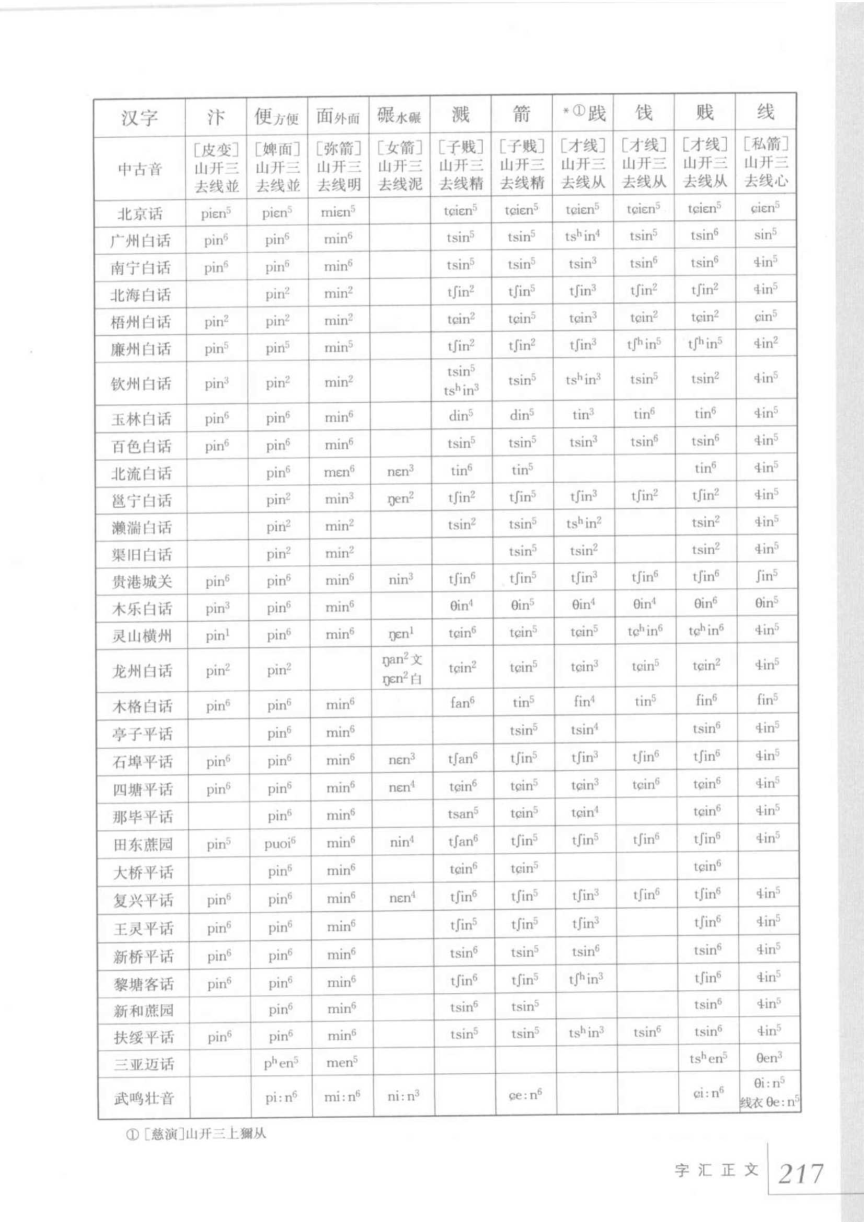 汉字 汴 便方便 面外面 碾水碾 溅 箭 *①践 饯 贱 线
中古音 [皮变]山开三去线並 [婢面]山开三去线並 [弥箭]山开三去线明 [女箭]山开三去线泥 [子贱]山开三去线精 [子贱]山开三去线精 [才线]山开三去线从 [才线]山开三去线从 [才线]山开三去线从 [私箭]山开三去线心
北京话 piɛn⁵ piɛn⁵ miɛn⁵ tɕiɛn⁵ tɕiɛn⁵ tɕiɛn⁵ tɕiɛn⁵ tɕiɛn⁵ ɕiɛn⁵
广州白话 pin⁶ pin⁶ min⁶ tsin⁵ tsin⁵ tsʰin⁴ tsin⁵ tsin⁶ sin⁵
南宁白话 pin⁶ pin⁶ min⁶ tsin⁵ tsin⁵ tsin³ tsin⁶ tsin⁶ ɬin⁵
北海白话 pin² min² tʃin² tʃin⁵ tʃin³ tʃin² tʃin² ɬin⁵
梧州白话 pin² pin² min² tɕin² tɕin⁵ tɕin³ tɕin² tɕin² ɕin⁵
廉州白话 pin⁵ pin⁵ min⁵ tʃin² tʃin² tʃin³ tʃʰin⁵ tʃʰin⁵ ɬin²
钦州白话 pin³ pin² min² tsin⁵ tsʰin³ tsin⁵ tsʰin³ tsin⁵ tsin² ɬin⁵
玉林白话 pin⁶ pin⁶ min⁶ din⁵ din⁵ tin³ tin⁶ tin⁶ ɬin⁵
百色白话 pin⁶ pin⁶ min⁶ tsin⁵ tsin⁵ tsin³ tsin⁶ tsin⁶ ɬin⁵
北流白话 pin⁶ mɛn⁶ nɛn³ tin⁶ tin⁵ tin⁶ ɬin⁵
邕宁白话 pin² min³ ŋen² tʃin² tʃin⁵ tʃin³ tʃin² tʃin² ɬin⁵
濑湍白话 pin² min² tsin² tsin⁵ tsʰin² tsin² ɬin⁵
渠旧白话 pin² min² tsin⁵ tsin² tsin² ɬin⁵
贵港城关 pin⁶ pin⁶ min⁶ nin³ tʃin⁶ tʃin⁵ tʃin³ tʃin⁶ tʃin⁶ ʃin⁵
木乐白话 pin³ pin⁶ min⁶ θin⁴ θin⁵ θin⁴ θin⁴ θin⁶ θin⁵
灵山横州 pin¹ pin⁶ min⁶ ŋɛn¹ tɕin⁶ tɕin⁵ tɕin⁵ tɕʰin⁶ tɕʰin⁶ ɬin⁵
龙州白话 pin² pin² ŋan²文 ŋɛn²白 tɕin² tɕin⁵ tɕin³ tɕin⁵ tɕin² ɬin⁵
木格白话 pin⁶ pin⁶ min⁶ fan⁶ tin⁵ fin⁴ tin⁵ fin⁶ fin⁵
亭子平话 pin⁶ min⁶ tsin⁵ tsin⁴ tsin⁶ ɬin⁵
石埠平话 pin⁶ pin⁶ min⁶ nɛn³ tʃan⁶ tʃin⁵ tʃin³ tʃin⁶ tʃin⁶ ɬin⁵
四塘平话 pin⁶ pin⁶ min⁶ nɛn⁴ tɕin⁶ tɕin⁵ tɕin³ tɕin⁶ tɕin⁶ ɬin⁵
那毕平话 pin⁶ min⁶ tsan⁵ tɕin⁵ tɕin⁴ tɕin⁶ ɬin⁵
田东蔗园 pin⁵ puoi⁶ min⁶ nin⁴ tʃan⁶ tʃin⁵ tʃin⁵ tʃin⁶ tʃin⁶ ɬin⁵
大桥平话 pin⁶ min⁶ tɕin⁶ tɕin⁵ tɕin⁶
复兴平话 pin⁶ pin⁶ min⁶ nɛn⁴ tʃin⁶ tʃin⁵ tʃin³ tʃin⁶ tʃin⁶ ɬin⁵
王灵平话 pin⁶ pin⁶ min⁶ tʃin⁵ tʃin⁵ tʃin³ tʃin⁶ ɬin⁵
新桥平话 pin⁶ pin⁶ min⁶ tsin⁶ tsin⁵ tsin⁶ tsin⁶ ɬin⁵
黎塘客话 pin⁶ pin⁶ min⁶ tʃin⁶ tʃin⁵ tʃʰin³ tʃin⁶ ɬin⁵
新和蔗园 pin⁶ min⁶ tsin⁶ tsin⁵ tsin⁶ ɬin⁵
扶绥平话 pin⁶ pin⁶ min⁶ tsin⁵ tsin⁵ tsʰin³ tsin⁶ tsin⁶ ɬin⁵
三亚迈话 pʰen⁵ men⁵ tsʰen⁵ θen³
武鸣壮音 pi:n⁶ mi:n⁶ ni:n³ ɕe:n⁶ ɕi:n⁶ θi:n⁵ 线衣θe:n⁵
①[慈演]山开三上獮从
字汇正文 217